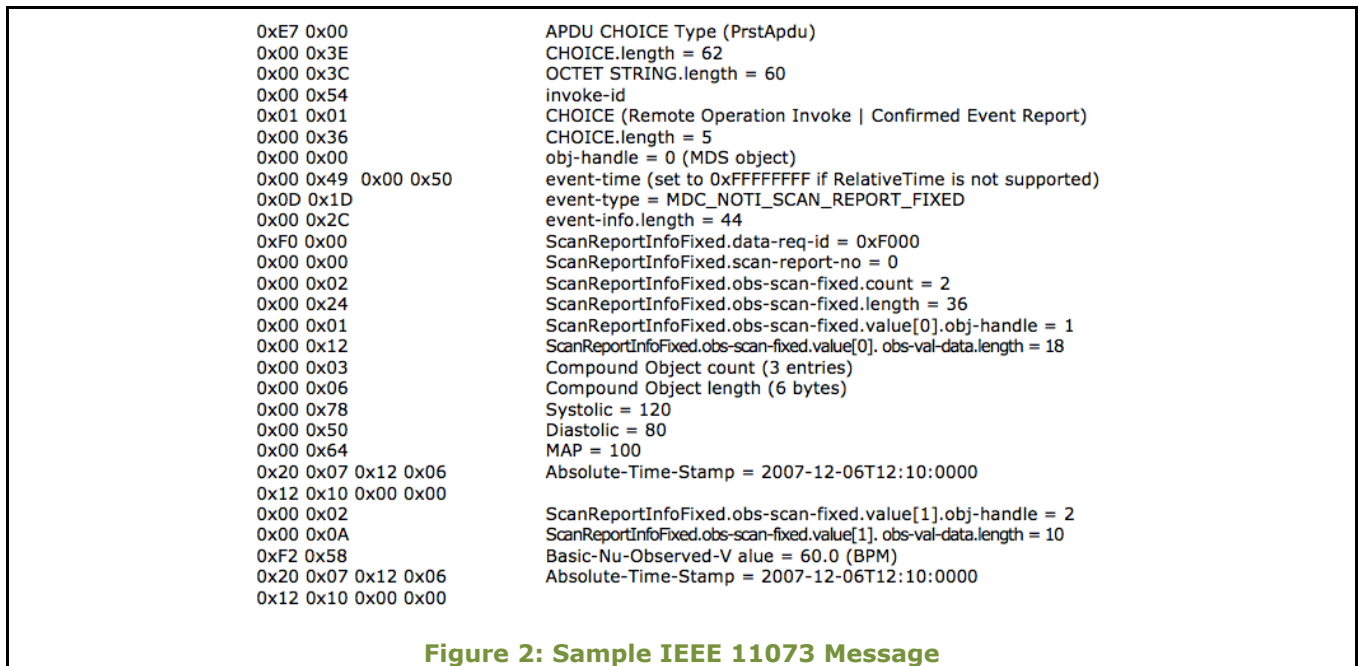 0xE7 0x00 APDU CHOICE Type (PrstApdu)
0x00 0x3E CHOICE.length = 62
0x00 0x3C OCTET STRING.length = 60
0x00 0x54 invoke-id
0x01 0x01 CHOICE (Remote Operation Invoke | Confirmed Event Report)
0x00 0x36 CHOICE.length = 5
0x00 0x00 obj-handle = 0 (MDS object)
0x00 0x49 0x00 0x50 event-time (set to 0xFFFFFFFF if RelativeTime is not supported)
0x0D 0x1D event-type = MDC_NOTI_SCAN_REPORT_FIXED
0x00 0x2C event-info.length = 44
0xF0 0x00 ScanReportInfoFixed.data-req-id = 0xF000
0x00 0x00 ScanReportInfoFixed.scan-report-no = 0
0x00 0x02 ScanReportInfoFixed.obs-scan-fixed.count = 2
0x00 0x24 ScanReportInfoFixed.obs-scan-fixed.length = 36
0x00 0x01 ScanReportInfoFixed.obs-scan-fixed.value[0].obj-handle = 1
0x00 0x12 ScanReportInfoFixed.obs-scan-fixed.value[0]. obs-val-data.length = 18
0x00 0x03 Compound Object count (3 entries)
0x00 0x06 Compound Object length (6 bytes)
0x00 0x78 Systolic = 120
0x00 0x50 Diastolic = 80
0x00 0x64 MAP = 100
0x20 0x07 0x12 0x06 Absolute-Time-Stamp = 2007-12-06T12:10:0000
0x12 0x10 0x00 0x00
0x00 0x02 ScanReportInfoFixed.obs-scan-fixed.value[1].obj-handle = 2
0x00 0x0A ScanReportInfoFixed.obs-scan-fixed.value[1]. obs-val-data.length = 10
0xF2 0x58 Basic-Nu-Observed-V alue = 60.0 (BPM)
0x20 0x07 0x12 0x06 Absolute-Time-Stamp = 2007-12-06T12:10:0000
0x12 0x10 0x00 0x00
Figure 2: Sample IEEE 11073 Message